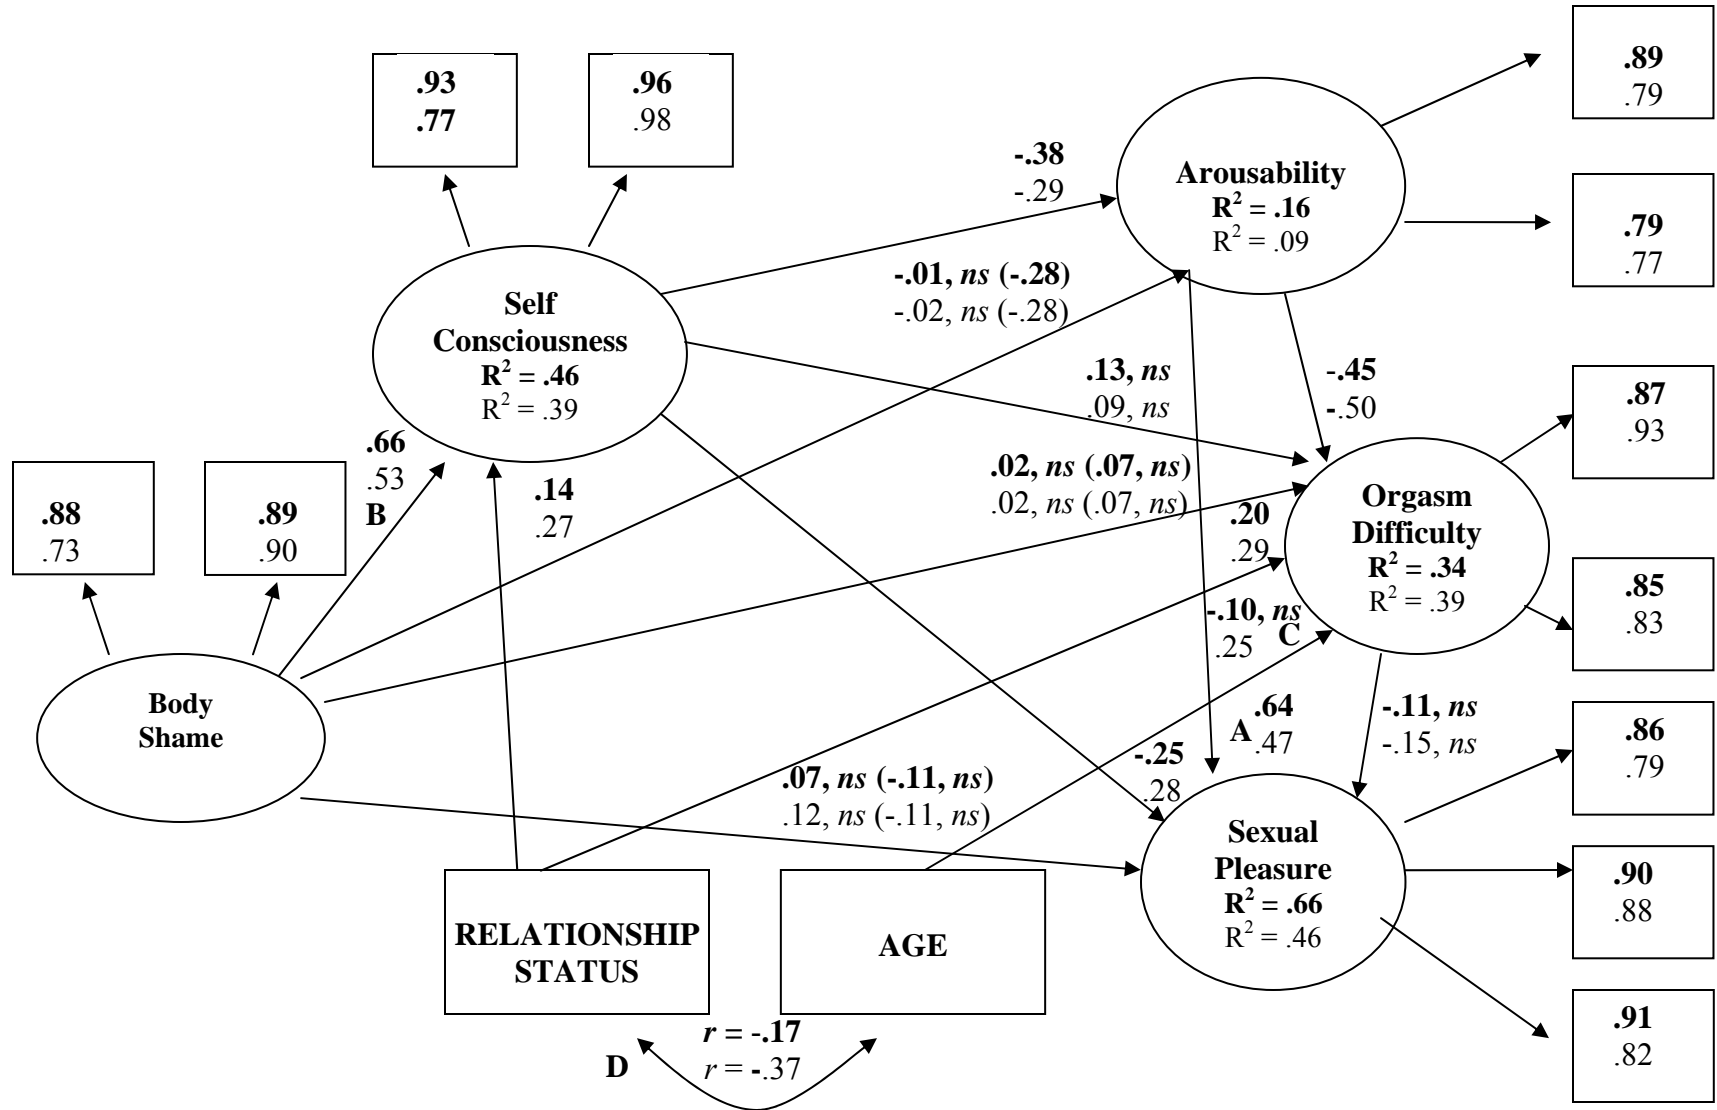 .93
.77
.96
.98
.89
.79
-.38
-.29
Arousability
R² = .16
R² = .09
.79
.77
-.01, ns (-.28)
-.02, ns (-.28)
Self
Consciousness
R² = .46
R² = .39
.13, ns
.09, ns
-.45
-.50
.87
.93
.66
.53
B
.14
.27
.02, ns (.07, ns)
.02, ns (.07, ns)
.88
.73
.89
.90
.20
.29
Orgasm
Difficulty
R² = .34
R² = .39
.85
.83
-.10, ns
.25
C
Body
Shame
.64
.47
A
-.11, ns
-.15, ns
.86
.79
-.25
.28
.07, ns (-.11, ns)
.12, ns (-.11, ns)
Sexual
Pleasure
R² = .66
R² = .46
.90
.88
RELATIONSHIP
STATUS
AGE
.91
.82
r = -.17
r = -.37
D